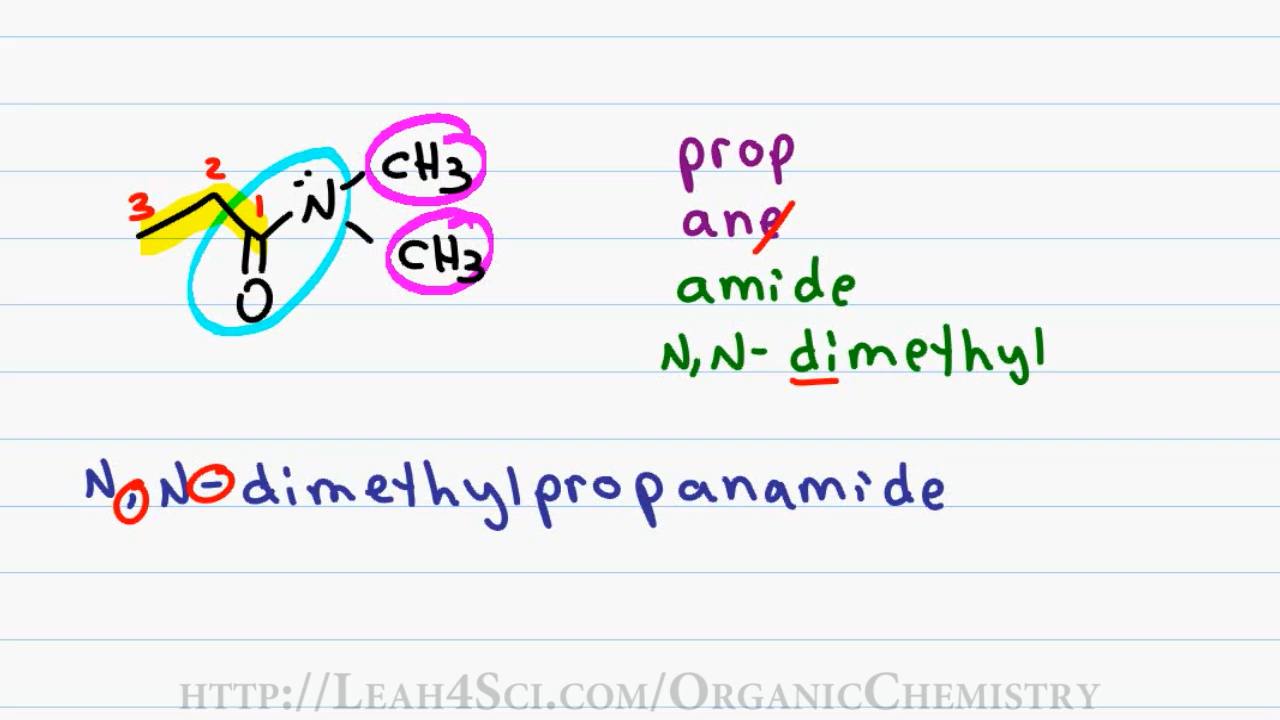 3 2 1 N CH3
CH3
O
prop
ane
amide
N,N- dimethyl
N,N-dimethylpropanamide
HTTP://LEAH4SCI.COM/ORGANICCHEMISTRY